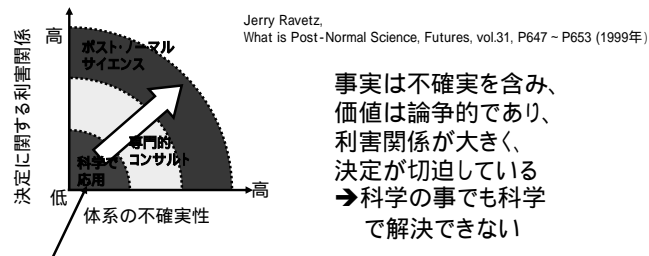 Jerry Ravetz,
What is Post-Normal Science, Futures, vol.31, P647 ~ P653 (1999年)
決定に関する利害関係
高
ポスト・ノーマル
サイエンス
専門的
コンサルト
科学で
応用
低
体系の不確実性
高
事実は不確実を含み、
価値は論争的であり、
利害関係が大きく、
決定が切迫している
➔科学の事でも科学
で解決できない